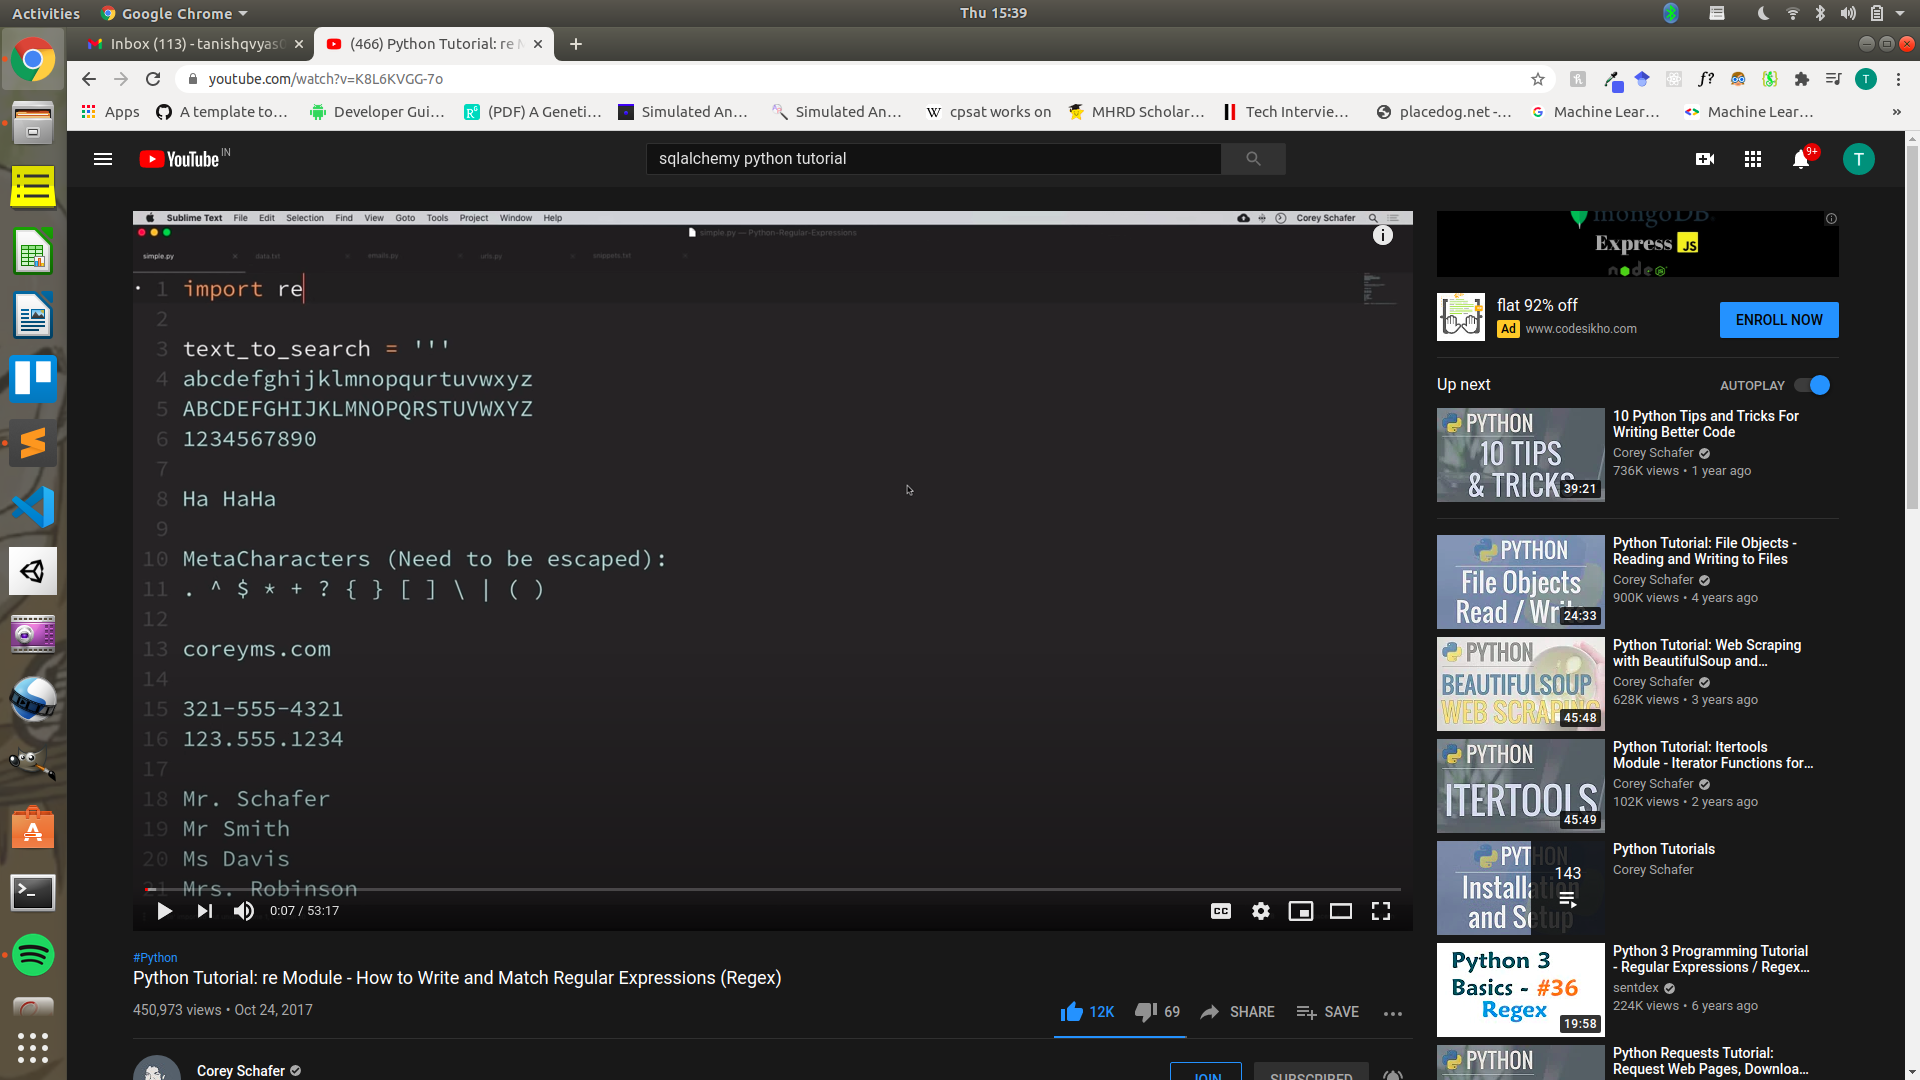 Activities
Google Chrome
Thu 15:39
Inbox (113) - tanishqvyas
(466) Python Tutorial: re
youtube.com/watch?v=K8L6KVGG-7o
T
Apps
A template to...
Developer Gui...
(PDF) A Geneti...
Simulated An...
Simulated An...
cpsat works on
MHRD Scholar...
Tech Intervie...
placedog.net -...
Machine Lear...
Machine Lear...
YouTube IN
sqlalchemy python tutorial
9+
T
Sublime Text File Edit Selection Find View Goto Tools Project Window Help
Corey Schafer
simple.py — Python-Regular-Expressions
simple.py
data.txt
emails.py
urls.py
snippets.txt
1 import re
2
3 text_to_search = '''
4 abcdefghijklmnopqurtuvwxyz
5 ABCDEFGHIJKLMNOPQRSTUVWXYZ
6 1234567890
7
8 Ha HaHa
9
10 MetaCharacters (Need to be escaped):
11 . ^ $ * + ? { } [ ] \ | ( )
12
13 coreyms.com
14
15 321-555-4321
16 123.555.1234
17
18 Mr. Schafer
19 Mr Smith
20 Ms Davis
21 Mrs. Robinson
0:07 / 53:17
CC
#Python
Python Tutorial: re Module - How to Write and Match Regular Expressions (Regex)
450,973 views • Oct 24, 2017
12K
69
SHARE
SAVE
Corey Schafer
JOIN
SUBSCRIBED
mongoDB
Express JS
node
flat 92% off
Ad www.codesikho.com
ENROLL NOW
Up next
AUTOPLAY
PYTHON
10 TIPS
& TRICKS
39:21
10 Python Tips and Tricks For
Writing Better Code
Corey Schafer
736K views • 1 year ago
PYTHON
File Objects
Read / Write
24:33
Python Tutorial: File Objects -
Reading and Writing to Files
Corey Schafer
900K views • 4 years ago
PYTHON
BEAUTIFULSOUP
WEB SCRAPING
45:48
Python Tutorial: Web Scraping
with BeautifulSoup and...
Corey Schafer
628K views • 3 years ago
PYTHON
ITERTOOLS
45:49
Python Tutorial: Itertools
Module - Iterator Functions for...
Corey Schafer
102K views • 2 years ago
PYTHON
Installation
and Setup
143
Python Tutorials
Corey Schafer
Python 3
Basics - #36
Regex
19:58
Python 3 Programming Tutorial
- Regular Expressions / Regex...
sentdex
224K views • 6 years ago
PYTHON
Python Requests Tutorial:
Request Web Pages, Downloa...